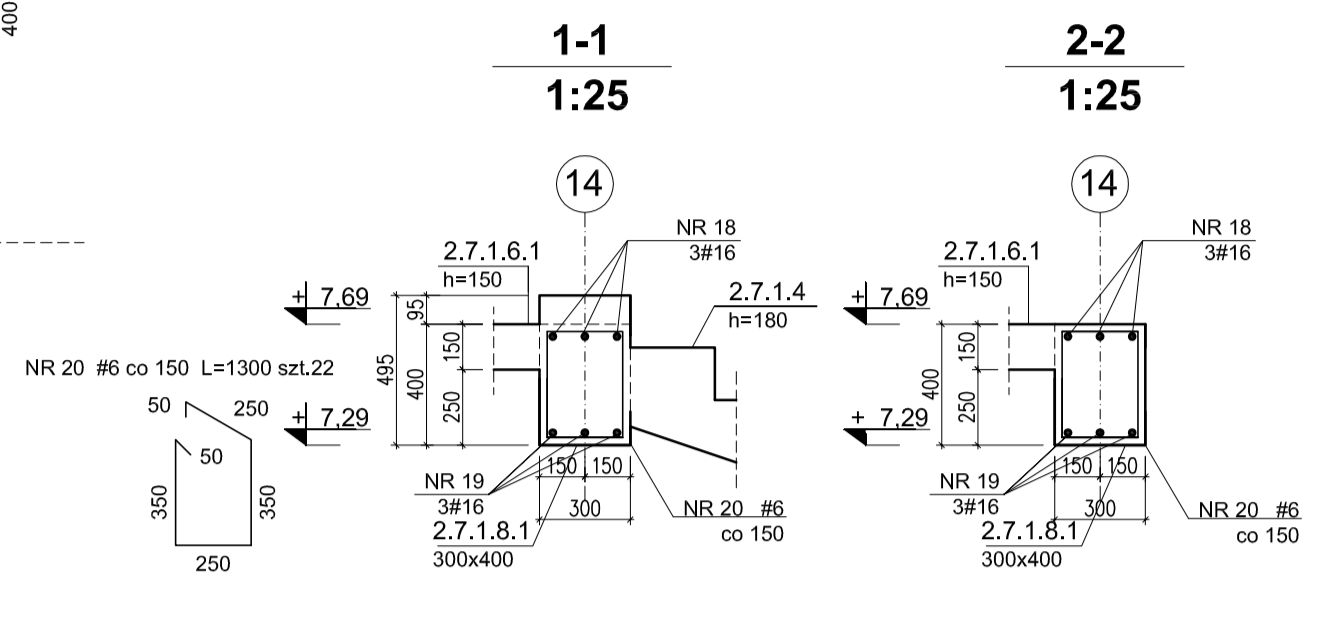 400
1-1
1:25
2-2
1:25
14
14
NR 18
3#16
2.7.1.6.1
h=150
2.7.1.4
h=180
+ 7,69
95
495
400
150
250
+ 7,29
NR 20 #6 co 150 L=1300 szt.22
50
250
50
350
350
250
150
150
300
NR 19
3#16
2.7.1.8.1
300x400
NR 20 #6
co 150
NR 18
3#16
2.7.1.6.1
h=150
+ 7,69
400
150
250
+ 7,29
150
150
300
NR 19
3#16
2.7.1.8.1
300x400
NR 20 #6
co 150